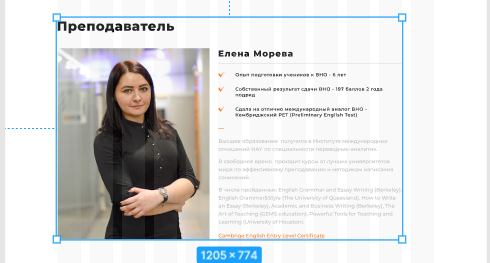 Преподаватель
Елена Морева
Опыт подготовки учеников к ВНО - 6 лет
Собственный результат сдачи ВНО - 197 баллов 2 года
подряд
Сдала на отлично международный аналог ВНО -
Кембриджский PET (Preliminary English Test)
Высшее образование получила в Институте международных
отношений НАУ по специальности переводчик-аналитик.
В свободное время проходит курсы от лучших университетов
мира по эффективному преподаванию и методикам написания
сочинений.
В числе пройденных: English Grammar and Essay Writing (Berkeley),
English Grammar&Style (The University of Queensland), How to Write
an Essay (Berkeley), Academic and Business Writing (Berkeley), The
Art of Teaching (GEMS education), Powerful Tools for Teaching and
Learning (University of Houston).
Cambrige English Entry Level Certificate
1205 × 774